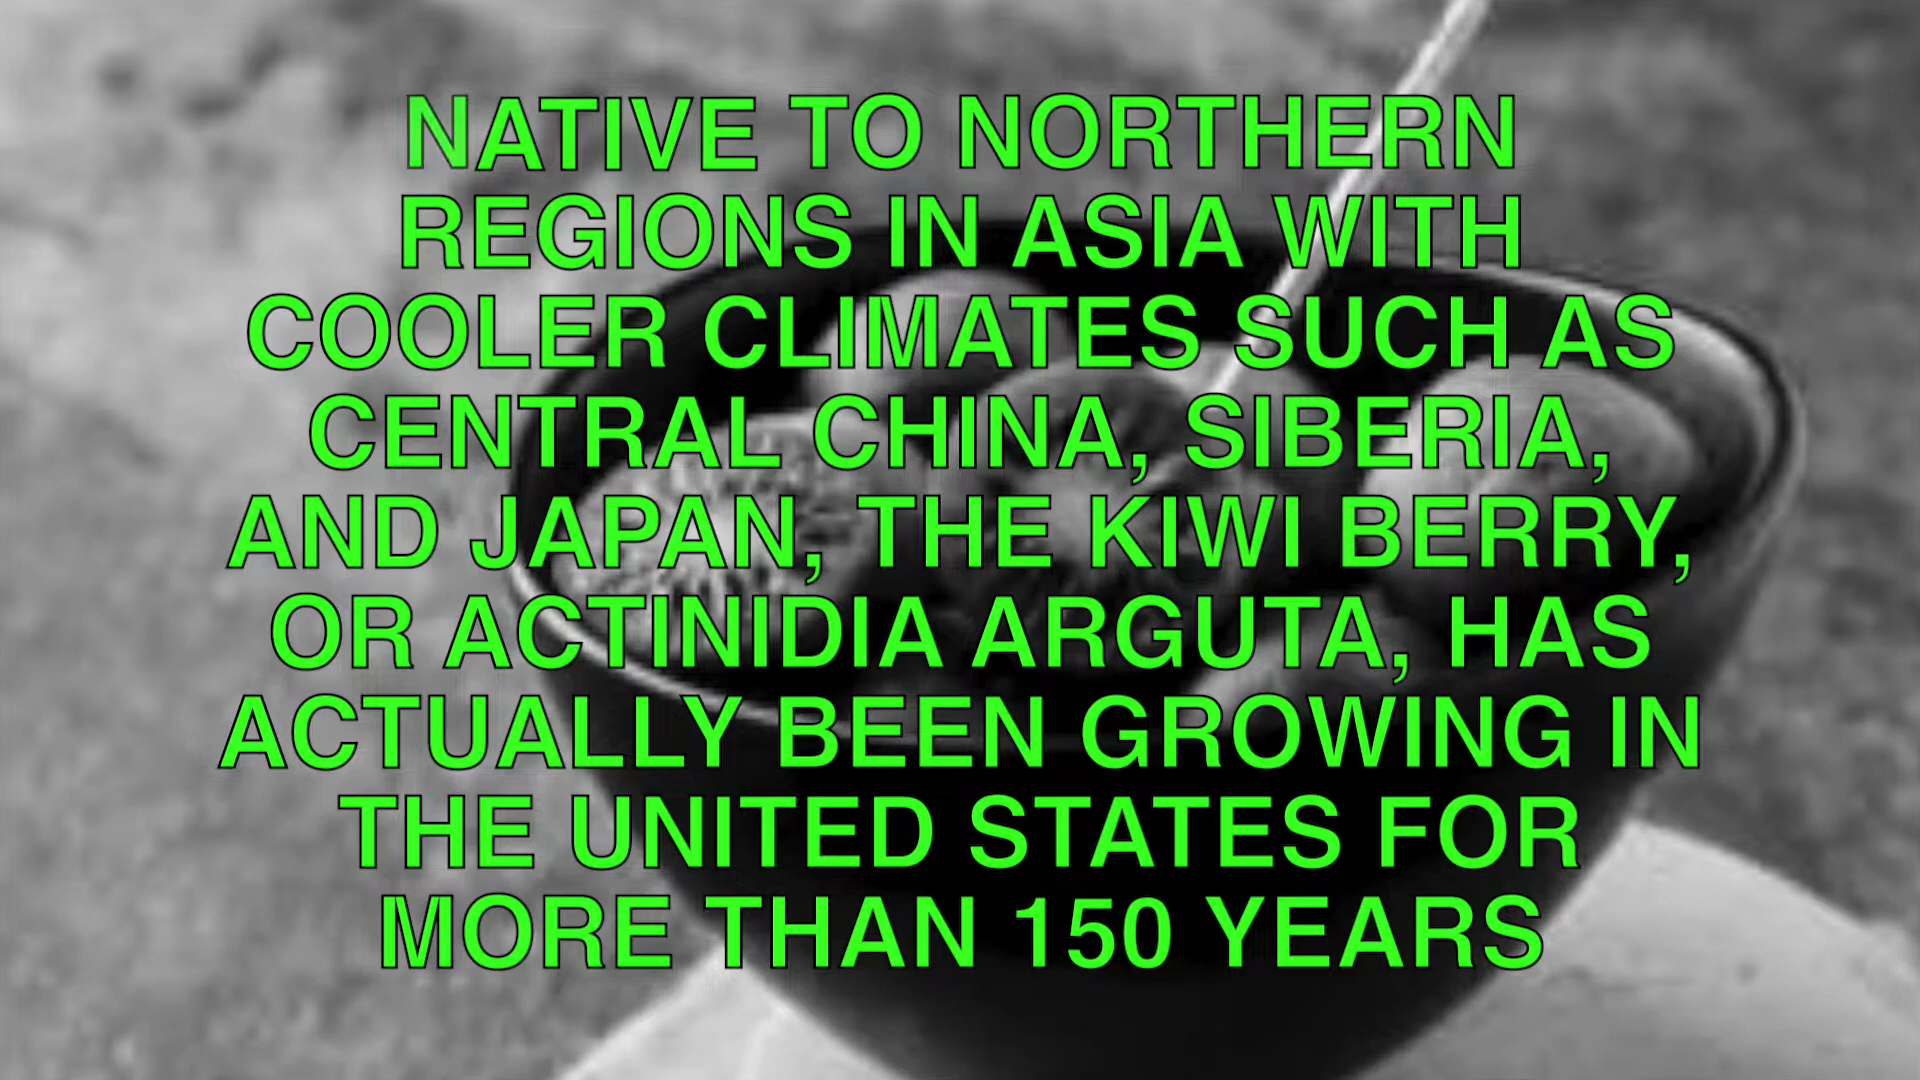 NATIVE TO NORTHERN
REGIONS IN ASIA WITH
COOLER CLIMATES SUCH AS
CENTRAL CHINA, SIBERIA,
AND JAPAN, THE KIWI BERRY,
OR ACTINIDIA ARGUTA, HAS
ACTUALLY BEEN GROWING IN
THE UNITED STATES FOR
MORE THAN 150 YEARS